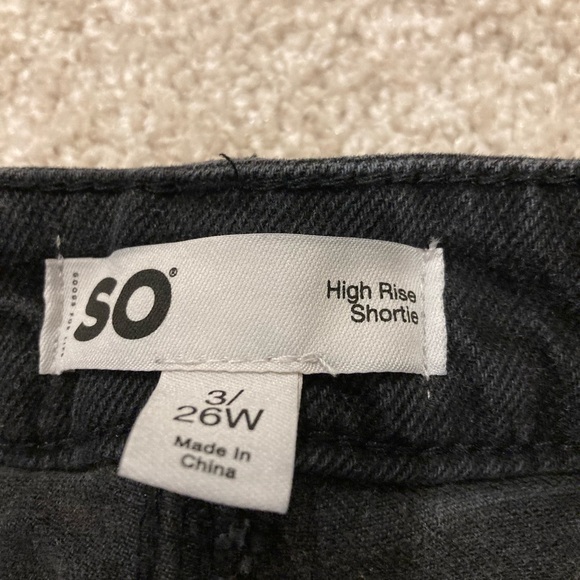 SO®
High Rise
Shortie
3/
26W
Made In
China